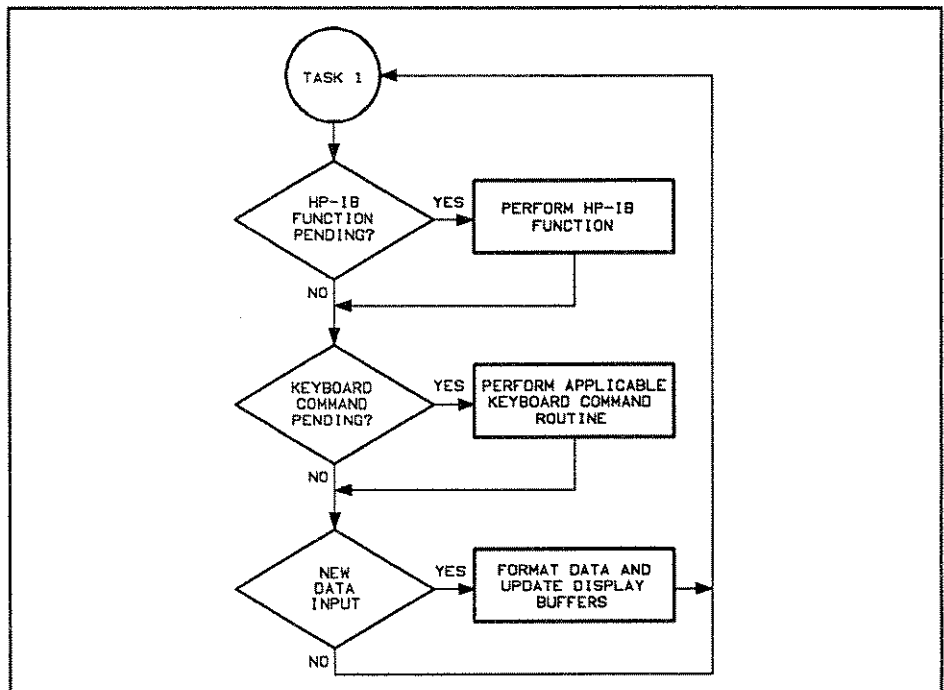 TASK 1
HP-IB
FUNCTION
PENDING?
YES
PERFORM HP-IB
FUNCTION
NO
KEYBOARD
COMMAND
PENDING?
YES
PERFORM APPLICABLE
KEYBOARD COMMAND
ROUTINE
NO
NEW
DATA
INPUT
YES
FORMAT DATA AND
UPDATE DISPLAY
BUFFERS
NO